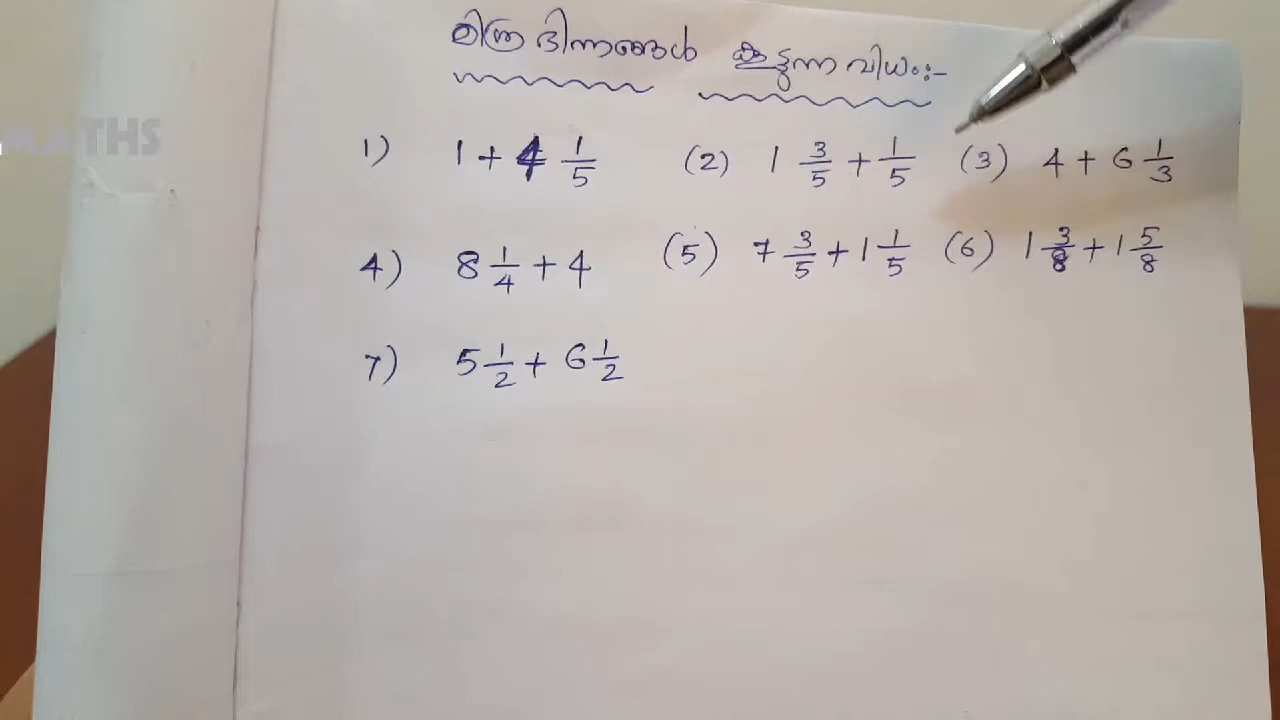 മിശ്ര ഭിന്നങ്ങൾ കൂട്ടുന്ന വിധം:-
MATHS
1) 1 + 4 1/5 (2) 1 3/5 + 1/5 (3) 4 + 6 1/3
4) 8 1/4 + 4 (5) 7 3/5 + 1 1/5 (6) 1 3/8 + 1 5/8
7) 5 1/2 + 6 1/2